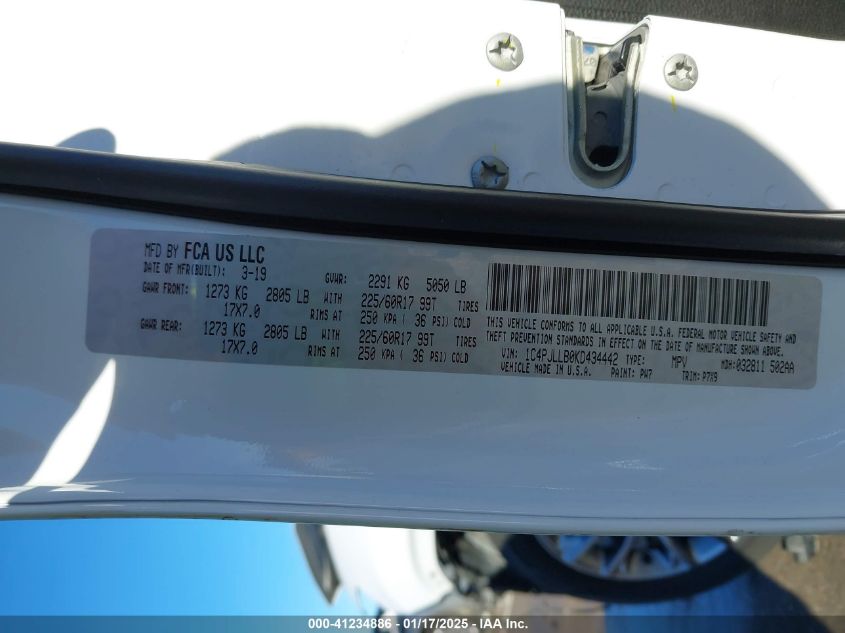 MFD BY FCA US LLC
DATE OF MFR(BUILT): 3-19 GVWR: 2291 KG 5050 LB
GAWR FRONT: 1273 KG 2805 LB WITH 225/60R17 99T TIRES
17X7.0 RIMS AT 250 KPA ( 36 PSI) COLD
GAWR REAR: 1273 KG 2805 LB WITH 225/60R17 99T TIRES
17X7.0 RIMS AT 250 KPA ( 36 PSI) COLD
THIS VEHICLE CONFORMS TO ALL APPLICABLE U.S.A. FEDERAL MOTOR VEHICLE SAFETY AND
THEFT PREVENTION STANDARDS IN EFFECT ON THE DATE OF MANUFACTURE SHOWN ABOVE.
VIN: 1C4PJLLB0KD434442 TYPE: MPV MDH:032811 502AA
VEHICLE MADE IN U.S.A. PAINT: PW7 TRIM: P7X9
000-41234886 - 01/17/2025 - IAA Inc.